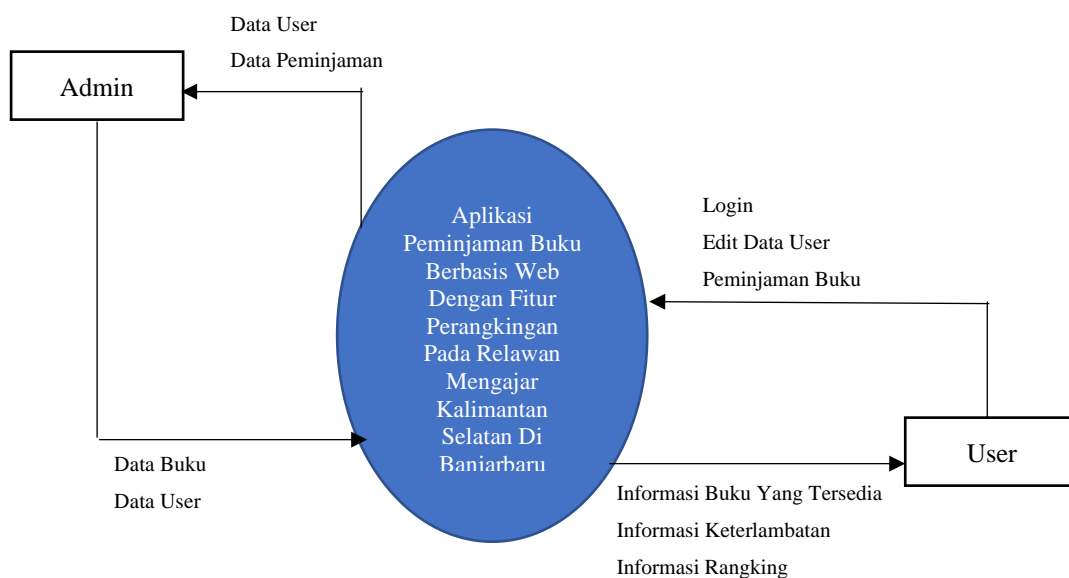 Data User
Data Peminjaman
Admin
Aplikasi
Peminjaman Buku
Berbasis Web
Dengan Fitur
Perangkingan
Pada Relawan
Mengajar
Kalimantan
Selatan Di
Banjarbaru
Login
Edit Data User
Peminjaman Buku
Data Buku
Data User
User
Informasi Buku Yang Tersedia
Informasi Keterlambatan
Informasi Rangking